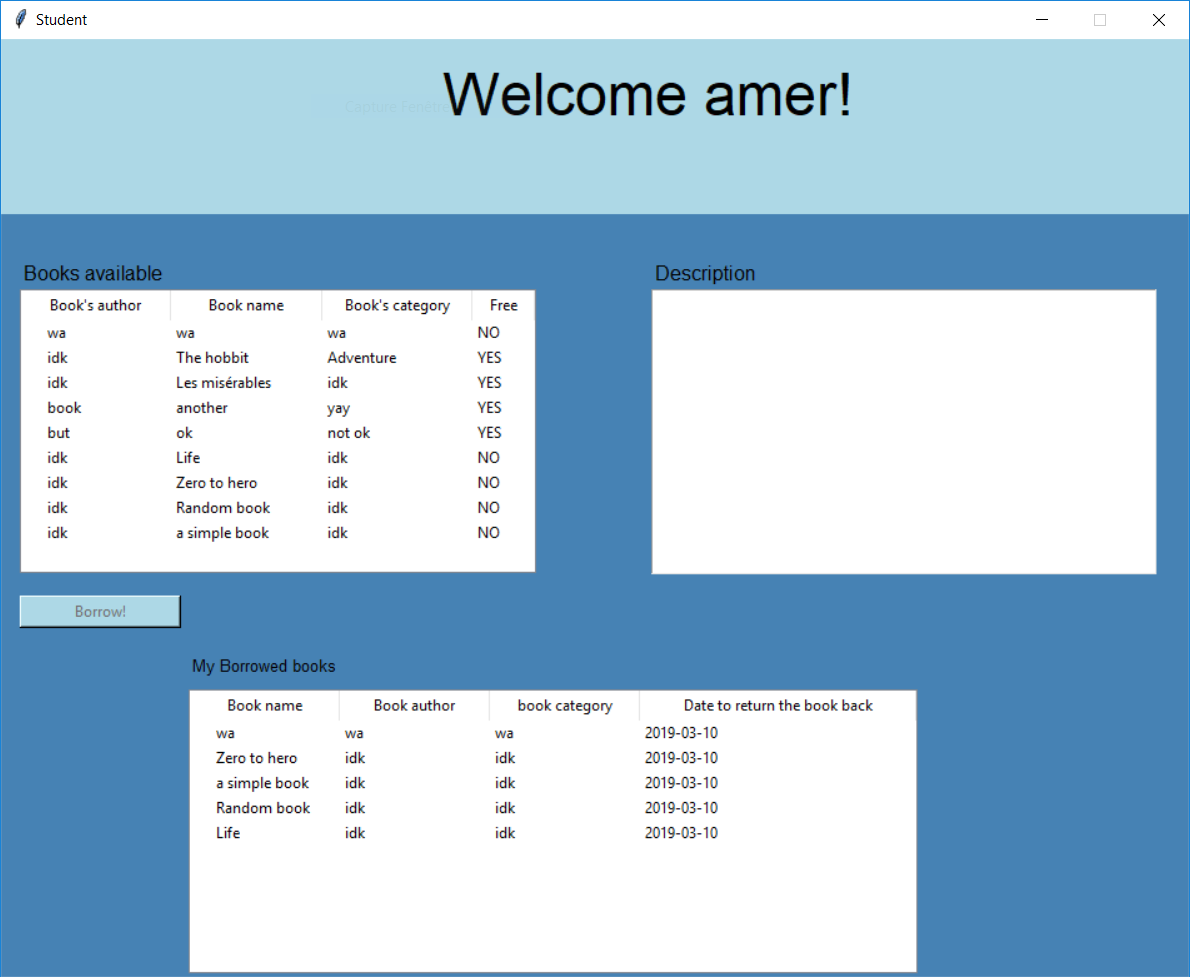 Student
Welcome amer!
Books available
Book's author Book name Book's category Free
wa wa wa NO
idk The hobbit Adventure YES
idk Les misérables idk YES
book another yay YES
but ok not ok YES
idk Life idk NO
idk Zero to hero idk NO
idk Random book idk NO
idk a simple book idk NO
Description
Borrow!
My Borrowed books
Book name Book author book category Date to return the book back
wa wa wa 2019-03-10
Zero to hero idk idk 2019-03-10
a simple book idk idk 2019-03-10
Random book idk idk 2019-03-10
Life idk idk 2019-03-10